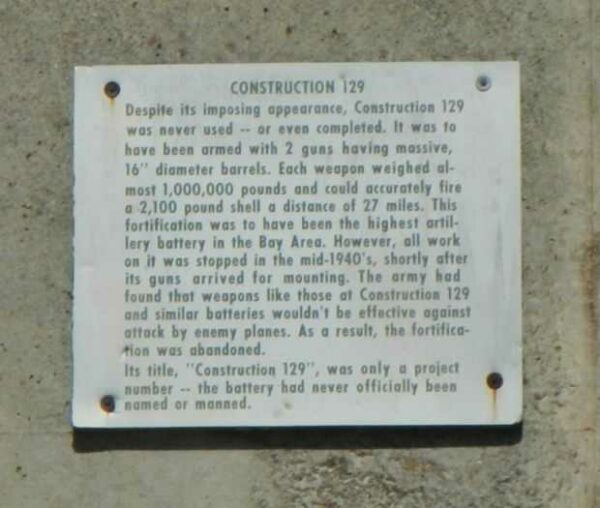 CONSTRUCTION 129
Despite its imposing appearance, Construction 129
was never used -- or even completed. It was to
have been armed with 2 guns having massive,
16" diameter barrels. Each weapon weighed al-
most 1,000,000 pounds and could accurately fire
a 2,100 pound shell a distance of 27 miles. This
fortification was to have been the highest artil-
lery battery in the Bay Area. However, all work
on it was stopped in the mid-1940's, shortly after
its guns arrived for mounting. The army had
found that weapons like those at Construction 129
and similar batteries wouldn't be effective against
attack by enemy planes. As a result, the fortifica-
tion was abandoned.
Its title, "Construction 129", was only a project
number -- the battery had never officially been
named or manned.